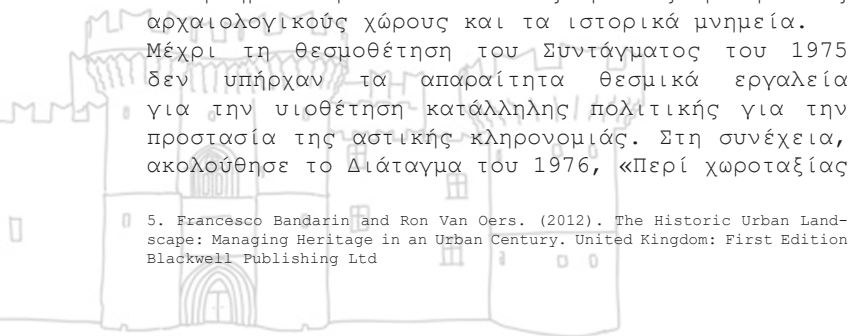 αρχαιολογικούς χώρους και τα ιστορικά μνημεία.
Μέχρι τη θεσμοθέτηση του Συντάγματος του 1975
δεν υπήρχαν τα απαραίτητα θεσμικά εργαλεία
για την υιοθέτηση κατάλληλης πολιτικής για την
προστασία της αστικής κληρονομιάς. Στη συνέχεια,
ακολούθησε το Διάταγμα του 1976, «Περί χωροταξίας
5. Francesco Bandarin and Ron Van Oers. (2012). The Historic Urban Land-
scape: Managing Heritage in an Urban Century. United Kingdom: First Edition
Blackwell Publishing Ltd